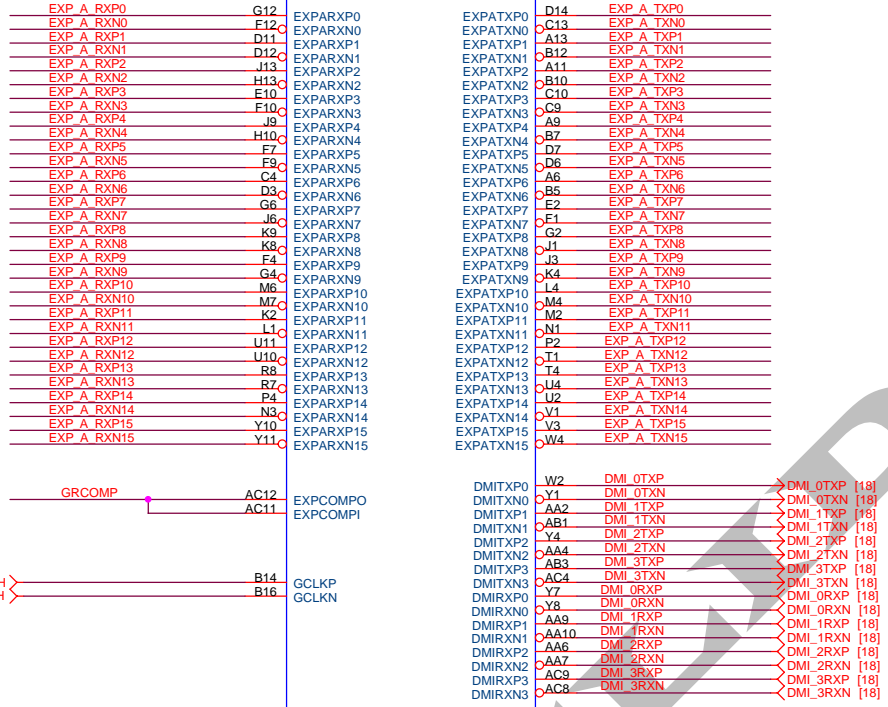 EXP_A_RXP0 G12 EXPARXP0 EXPATXP0 D14 EXP_A_TXP0
EXP_A_RXN0 F12 EXPARXN0 EXPATXN0 C13 EXP_A_TXN0
EXP_A_RXP1 D11 EXPARXP1 EXPATXP1 A13 EXP_A_TXP1
EXP_A_RXN1 D12 EXPARXN1 EXPATXN1 B12 EXP_A_TXN1
EXP_A_RXP2 J13 EXPARXP2 EXPATXP2 A11 EXP_A_TXP2
EXP_A_RXN2 H13 EXPARXN2 EXPATXN2 B10 EXP_A_TXN2
EXP_A_RXP3 E10 EXPARXP3 EXPATXP3 C10 EXP_A_TXP3
EXP_A_RXN3 F10 EXPARXN3 EXPATXN3 C9 EXP_A_TXN3
EXP_A_RXP4 J9 EXPARXP4 EXPATXP4 A9 EXP_A_TXP4
EXP_A_RXN4 H10 EXPARXN4 EXPATXN4 B7 EXP_A_TXN4
EXP_A_RXP5 F7 EXPARXP5 EXPATXP5 D7 EXP_A_TXP5
EXP_A_RXN5 F9 EXPARXN5 EXPATXN5 D6 EXP_A_TXN5
EXP_A_RXP6 C4 EXPARXP6 EXPATXP6 A6 EXP_A_TXP6
EXP_A_RXN6 D3 EXPARXN6 EXPATXN6 B5 EXP_A_TXN6
EXP_A_RXP7 G6 EXPARXP7 EXPATXP7 E2 EXP_A_TXP7
EXP_A_RXN7 J6 EXPARXN7 EXPATXN7 F1 EXP_A_TXN7
EXP_A_RXP8 K9 EXPARXP8 EXPATXP8 G2 EXP_A_TXP8
EXP_A_RXN8 K8 EXPARXN8 EXPATXN8 J1 EXP_A_TXN8
EXP_A_RXP9 F4 EXPARXP9 EXPATXP9 J3 EXP_A_TXP9
EXP_A_RXN9 G4 EXPARXN9 EXPATXN9 K4 EXP_A_TXN9
EXP_A_RXP10 M6 EXPARXP10 EXPATXP10 L4 EXP_A_TXP10
EXP_A_RXN10 M7 EXPARXN10 EXPATXN10 M4 EXP_A_TXN10
EXP_A_RXP11 K2 EXPARXP11 EXPATXP11 M2 EXP_A_TXP11
EXP_A_RXN11 L1 EXPARXN11 EXPATXN11 N1 EXP_A_TXN11
EXP_A_RXP12 U11 EXPARXP12 EXPATXP12 P2 EXP_A_TXP12
EXP_A_RXN12 U10 EXPARXN12 EXPATXN12 T1 EXP_A_TXN12
EXP_A_RXP13 R8 EXPARXP13 EXPATXP13 T4 EXP_A_TXP13
EXP_A_RXN13 R7 EXPARXN13 EXPATXN13 U4 EXP_A_TXN13
EXP_A_RXP14 P4 EXPARXP14 EXPATXP14 U2 EXP_A_TXP14
EXP_A_RXN14 N3 EXPARXN14 EXPATXN14 V1 EXP_A_TXN14
EXP_A_RXP15 Y10 EXPARXP15 EXPATXP15 V3 EXP_A_TXP15
EXP_A_RXN15 Y11 EXPARXN15 EXPATXN15 W4 EXP_A_TXN15
GRCOMP AC12 EXPCOMPO
AC11 EXPCOMPI
H B14 GCLKP
H B16 GCLKN
DMITXP0 W2 DMI_0TXP DMI_0TXP [18]
DMITXN0 Y1 DMI_0TXN DMI_0TXN [18]
DMITXP1 AA2 DMI_1TXP DMI_1TXP [18]
DMITXN1 AB1 DMI_1TXN DMI_1TXN [18]
DMITXP2 Y4 DMI_2TXP DMI_2TXP [18]
DMITXN2 AA4 DMI_2TXN DMI_2TXN [18]
DMITXP3 AB3 DMI_3TXP DMI_3TXP [18]
DMITXN3 AC4 DMI_3TXN DMI_3TXN [18]
DMIRXP0 Y7 DMI_0RXP DMI_0RXP [18]
DMIRXN0 Y8 DMI_0RXN DMI_0RXN [18]
DMIRXP1 AA9 DMI_1RXP DMI_1RXP [18]
DMIRXN1 AA10 DMI_1RXN DMI_1RXN [18]
DMIRXP2 AA6 DMI_2RXP DMI_2RXP [18]
DMIRXN2 AA7 DMI_2RXN DMI_2RXN [18]
DMIRXP3 AC9 DMI_3RXP DMI_3RXP [18]
DMIRXN3 AC8 DMI_3RXN DMI_3RXN [18]